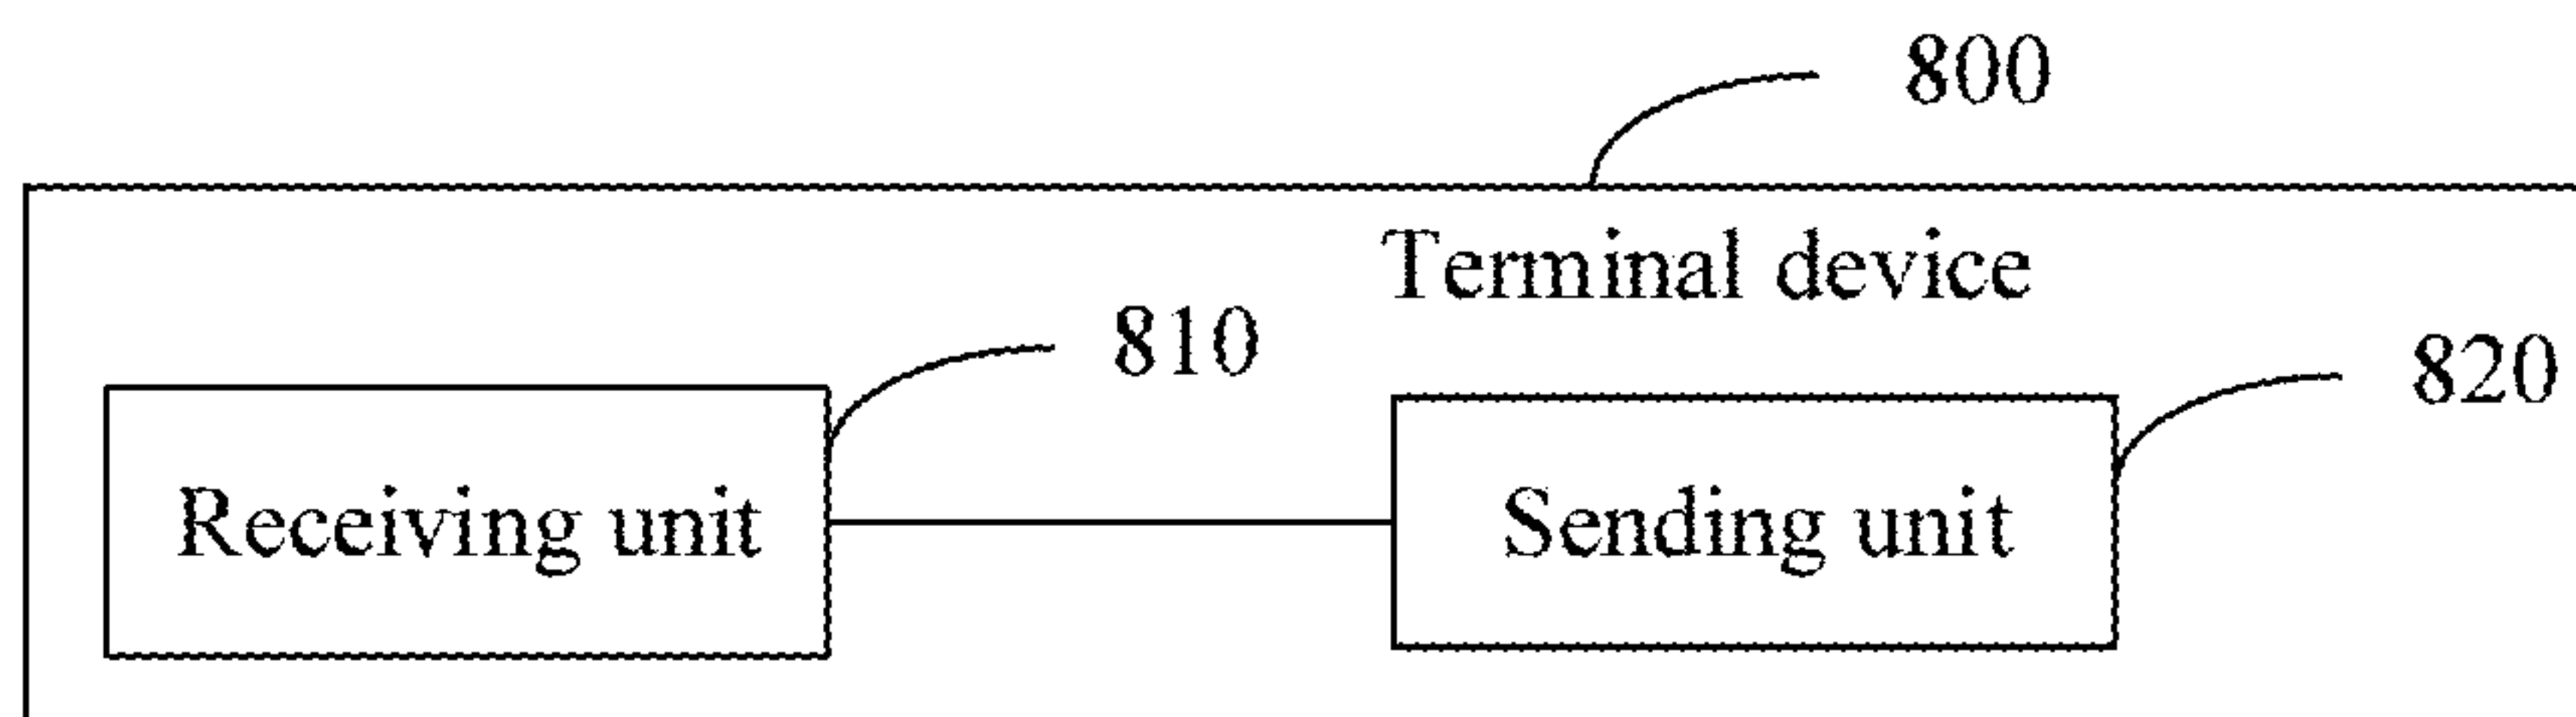 800
Terminal device
810
820
Receiving unit
Sending unit